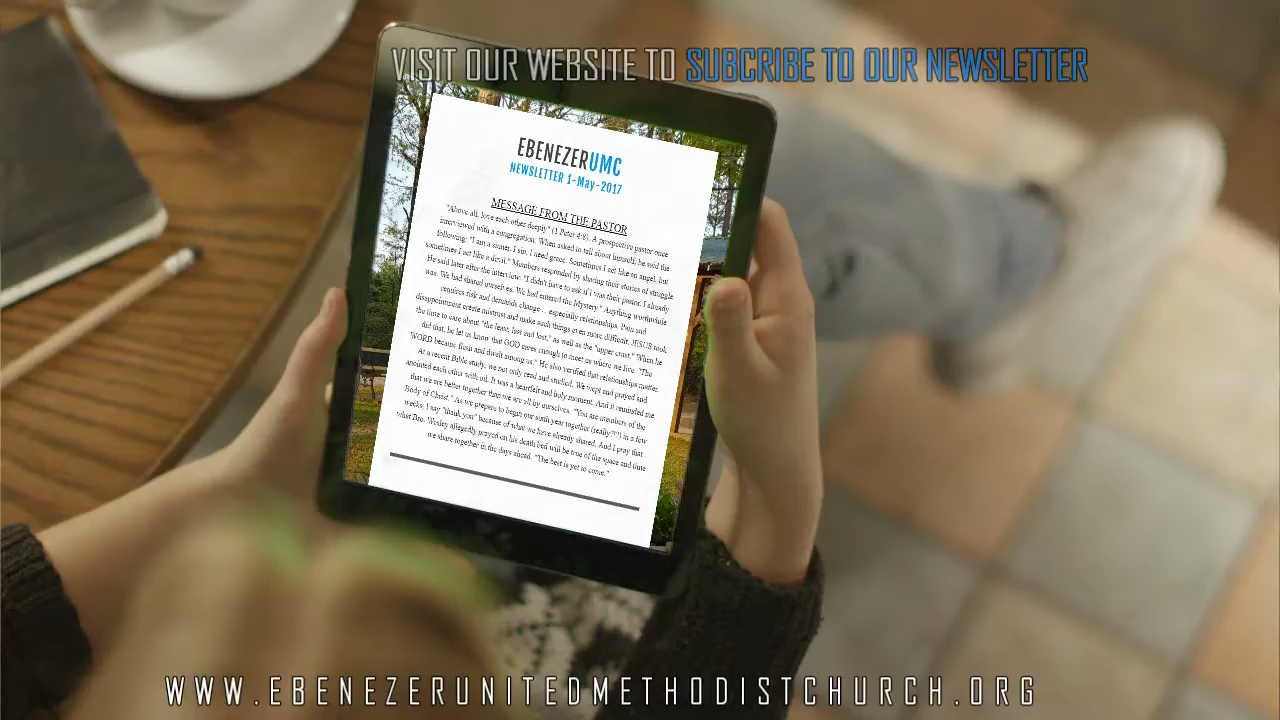 VISIT OUR WEBSITE TO SUBCRIBE TO OUR NEWSLETTER
EBENEZERUMC
NEWSLETTER 1-May-2017
MESSAGE FROM THE PASTOR
"Above all, love each other deeply" (1 Peter 4:8). A prospective pastor once
interviewed with a congregation. When asked to tell about himself, he said the
following: "I am a sinner. I sin. I need grace. Sometimes I act like an angel, but
sometimes I act like a devil." Members responded by sharing their stories of struggle
He said later after the interview: "I didn't have to ask if I was their pastor. I already
was. We had shared ourselves. We had entered the Mystery." Anything worthwhile
requires risk and demands change... especially relationships. Pain and
disappointment create mistrust and make such things even more difficult. JESUS took
the time to care about "the least, last and lost," as well as the "upper crust." When he
did that, he let us know that GOD cares enough to meet us where we live. "The
WORD became flesh and dwelt among us." He also verified that relationships matter.
At a recent Bible study, we not only read and studied. We wept and prayed and
anointed each other with oil. It was a heartfelt and holy moment. And it reminded me
that we are better together than we are all by ourselves. "You are members of the
Body of Christ." As we prepare to begin our sixth year together (really?!?) in a few
weeks, I say "thank you" because of what we have already shared. And I pray that
what Bro. Wesley allegedly prayed on his death bed will be true of the space and time
we share together in the days ahead. "The best is yet to come."
WWW.EBENEZERUNITEDMETHODISTCHURCH.ORG